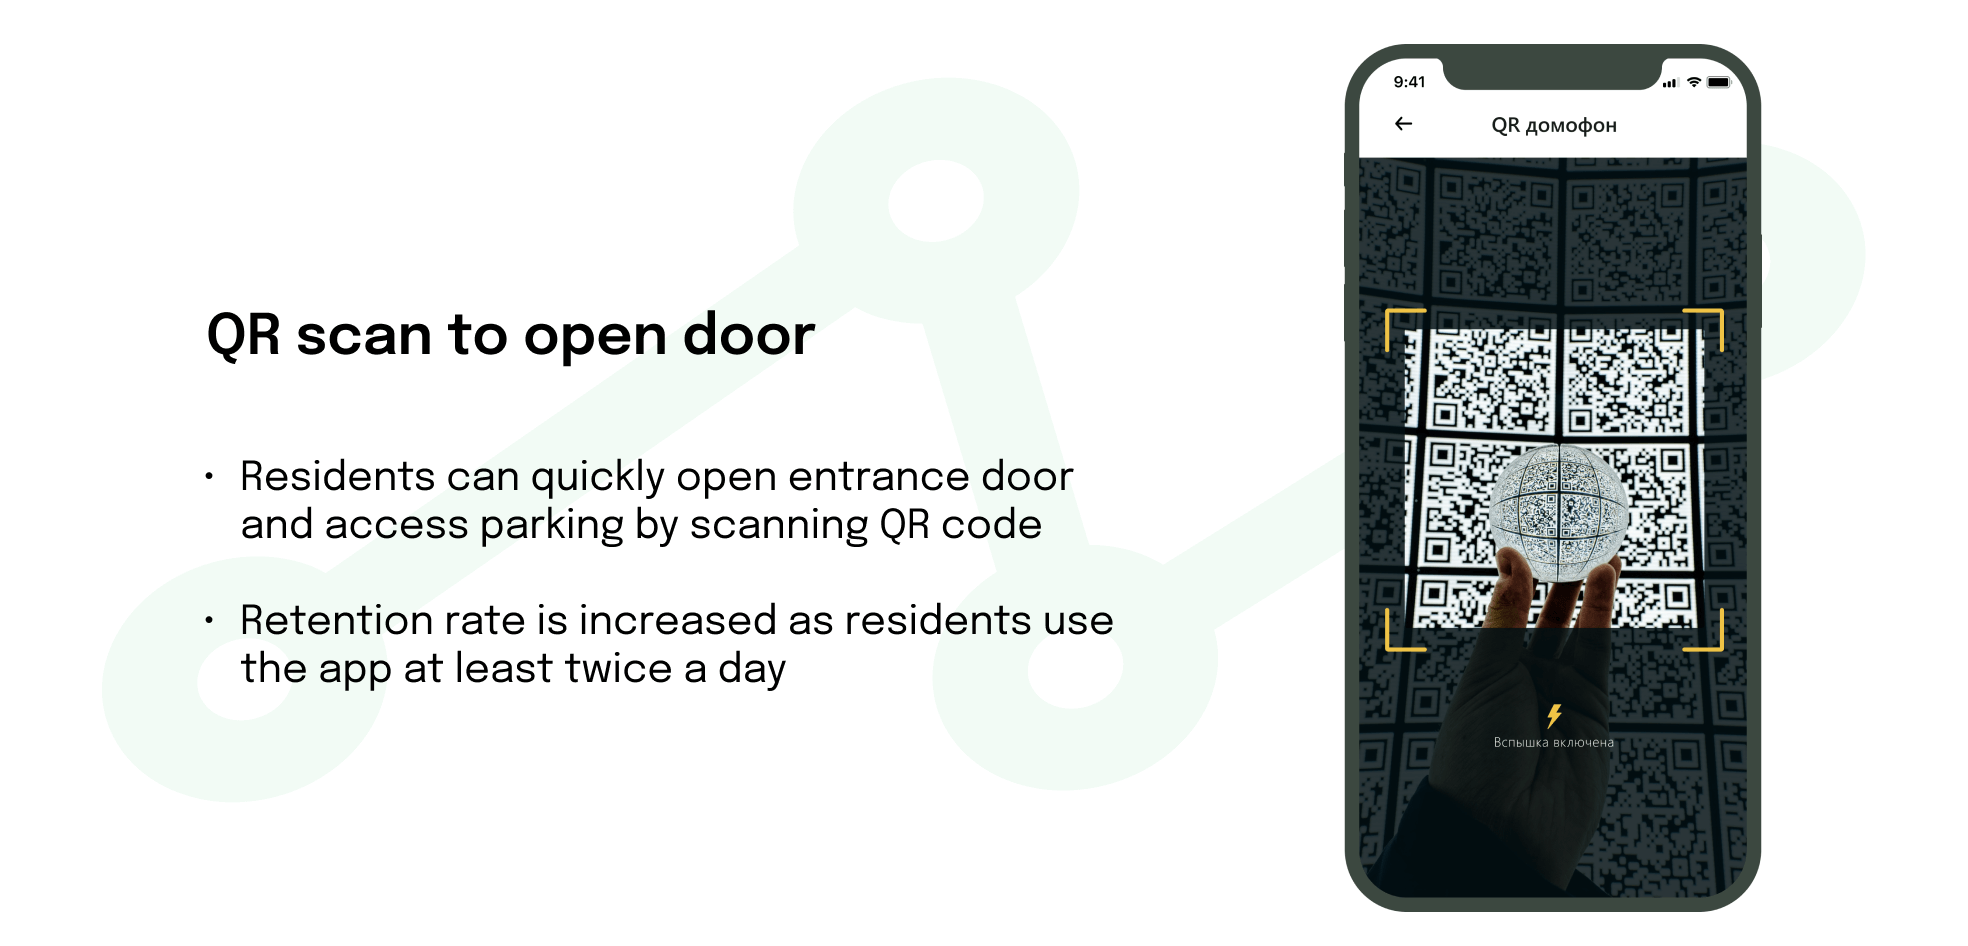 QR scan to open door
• Residents can quickly open entrance door
and access parking by scanning QR code
• Retention rate is increased as residents use
the app at least twice a day
9:41
QR домофон
Вспышка включена